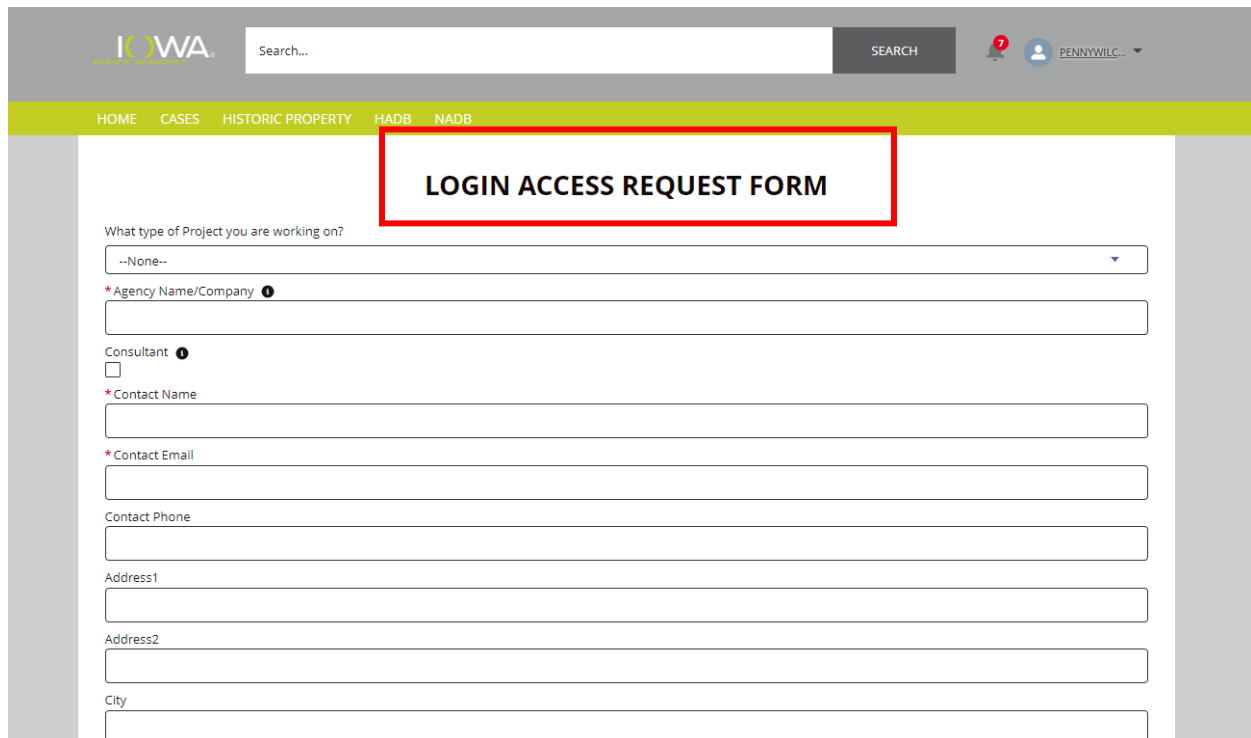 IOWA®
Search...
SEARCH
7
PENNYWILC...
HOME CASES HISTORIC PROPERTY HADB NADB
LOGIN ACCESS REQUEST FORM
What type of Project you are working on?
--None--
*Agency Name/Company
Consultant
*Contact Name
*Contact Email
Contact Phone
Address1
Address2
City